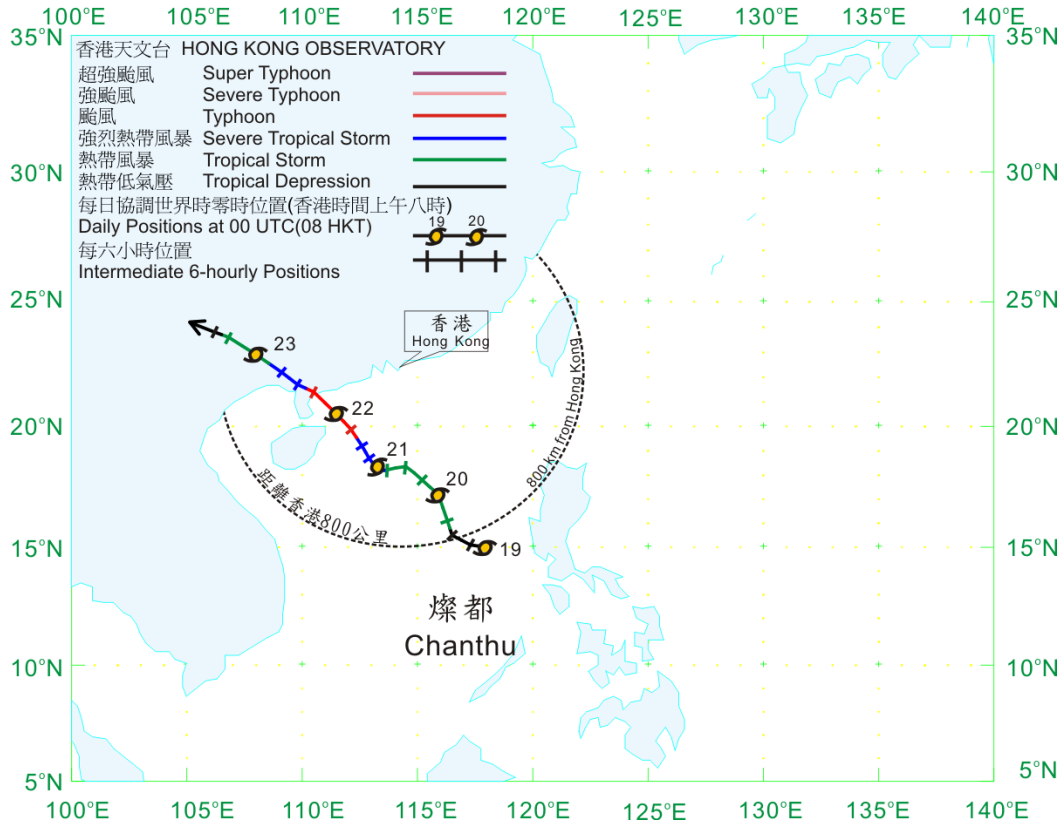 100°E 105°E 110°E 115°E 120°E 125°E 130°E 135°E 140°E
35°N 35°N
香港天文台 HONG KONG OBSERVATORY
超強颱風 Super Typhoon
強颱風 Severe Typhoon
颱風 Typhoon
強烈熱帶風暴 Severe Tropical Storm
熱帶風暴 Tropical Storm
熱帶低氣壓 Tropical Depression
30°N 30°N
每日協調世界時零時位置(香港時間上午八時)
Daily Positions at 00 UTC(08 HKT)
19 20
每六小時位置
Intermediate 6-hourly Positions
25°N 25°N
香港
Hong Kong
23
22
21
20
19
800 km from Hong Kong
距離香港800公里
20°N 20°N
15°N 15°N
燦都
Chanthu
10°N 10°N
5°N 5°N
100°E 105°E 110°E 115°E 120°E 125°E 130°E 135°E 140°E